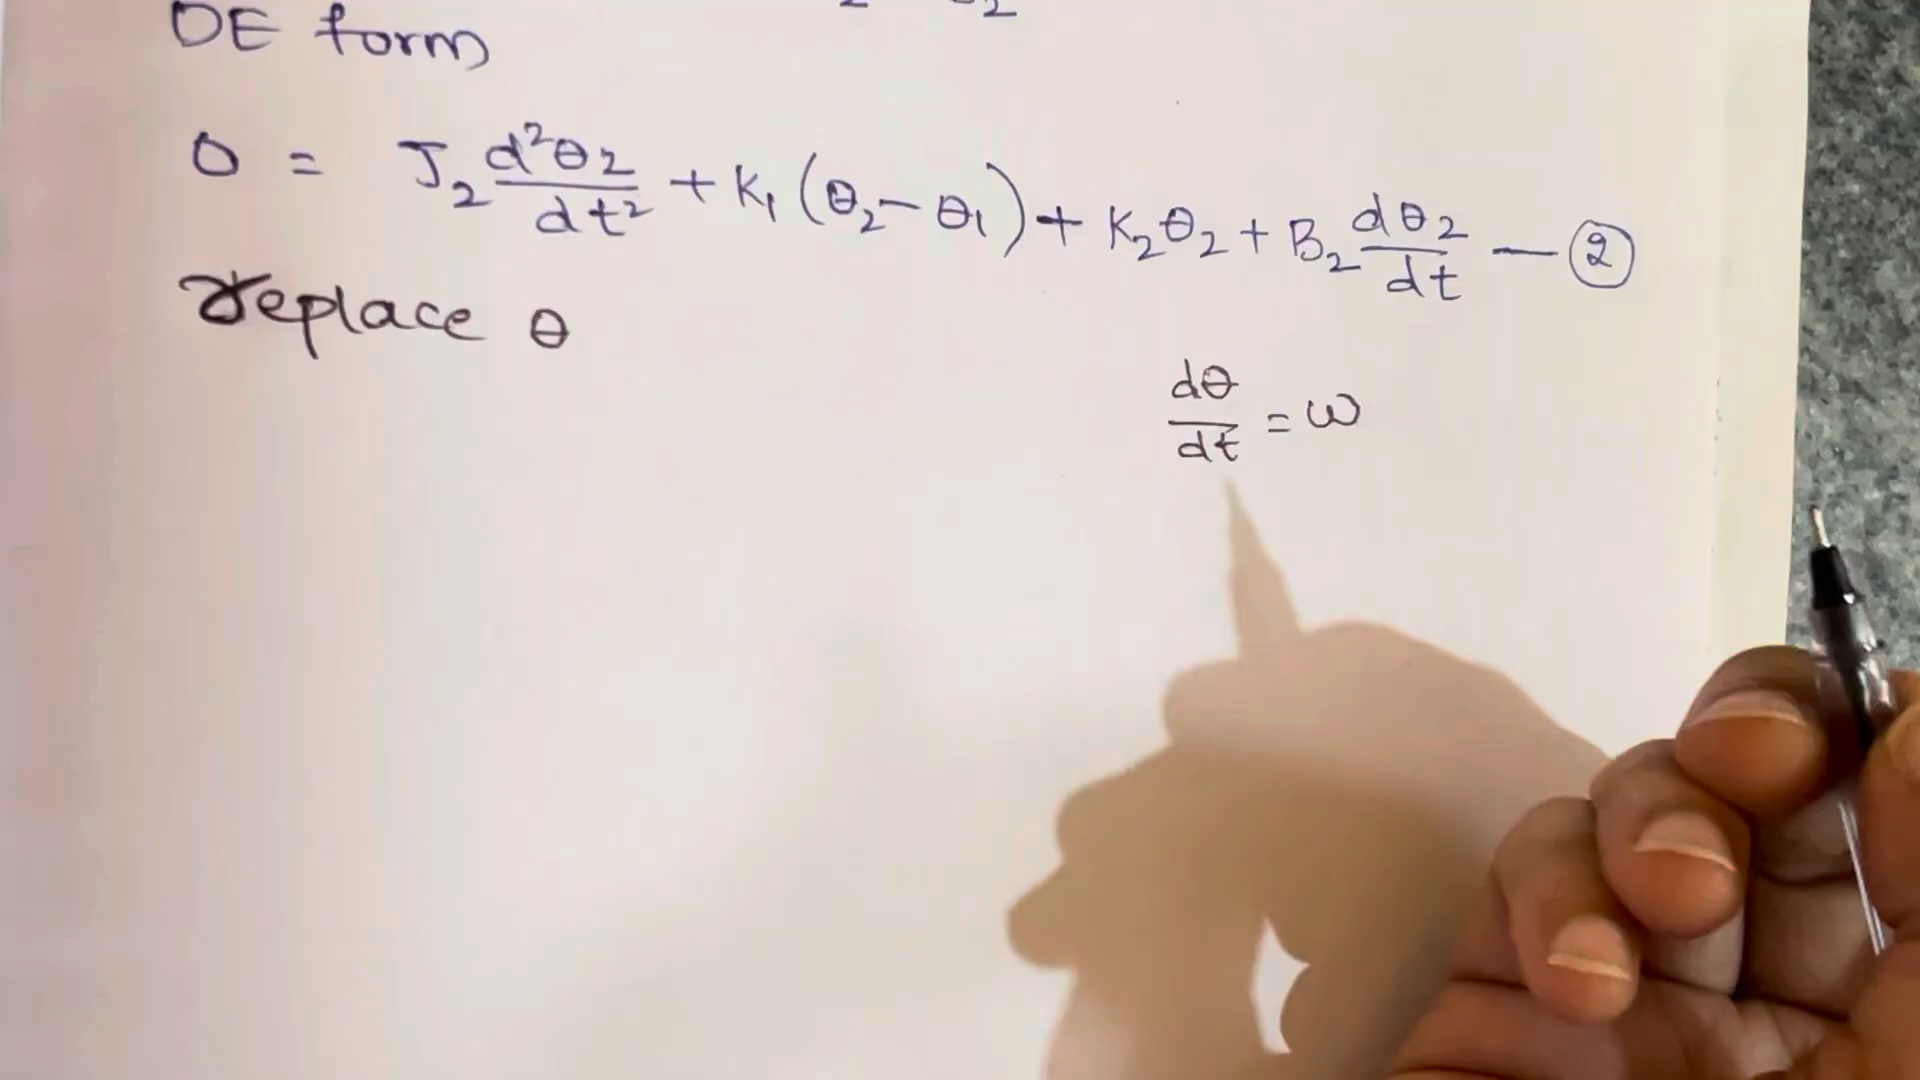 DE form
0 = J₂ d²θ₂/dt² + K₁ (θ₂ − θ₁) + K₂θ₂ + B₂ dθ₂/dt — ②
replace θ
dθ/dt = ω